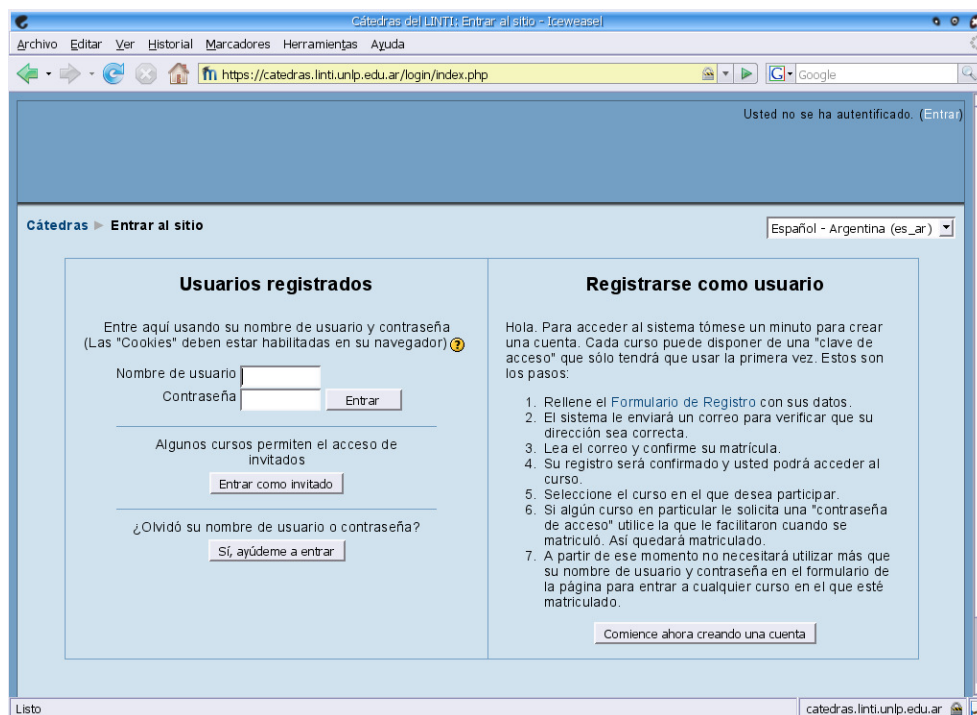 Cátedras del LINTI: Entrar al sitio - Iceweasel
Archivo Editar Ver Historial Marcadores Herramientas Ayuda
https://catedras.linti.unlp.edu.ar/login/index.php
G Google
Usted no se ha autentificado. (Entrar)
Cátedras ► Entrar al sitio
Español - Argentina (es_ar)
Usuarios registrados
Entre aquí usando su nombre de usuario y contraseña
(Las "Cookies" deben estar habilitadas en su navegador) ?
Nombre de usuario
Contraseña
Entrar
Algunos cursos permiten el acceso de
invitados
Entrar como invitado
¿Olvidó su nombre de usuario o contraseña?
Sí, ayúdeme a entrar
Registrarse como usuario
Hola. Para acceder al sistema tómese un minuto para crear
una cuenta. Cada curso puede disponer de una "clave de
acceso" que sólo tendrá que usar la primera vez. Estos son
los pasos:
1. Rellene el Formulario de Registro con sus datos.
2. El sistema le enviará un correo para verificar que su
dirección sea correcta.
3. Lea el correo y confirme su matrícula.
4. Su registro será confirmado y usted podrá acceder al
curso.
5. Seleccione el curso en el que desea participar.
6. Si algún curso en particular le solicita una "contraseña
de acceso" utilice la que le facilitaron cuando se
matriculó. Así quedará matriculado.
7. A partir de ese momento no necesitará utilizar más que
su nombre de usuario y contraseña en el formulario de
la página para entrar a cualquier curso en el que esté
matriculado.
Comience ahora creando una cuenta
Listo
catedras.linti.unlp.edu.ar